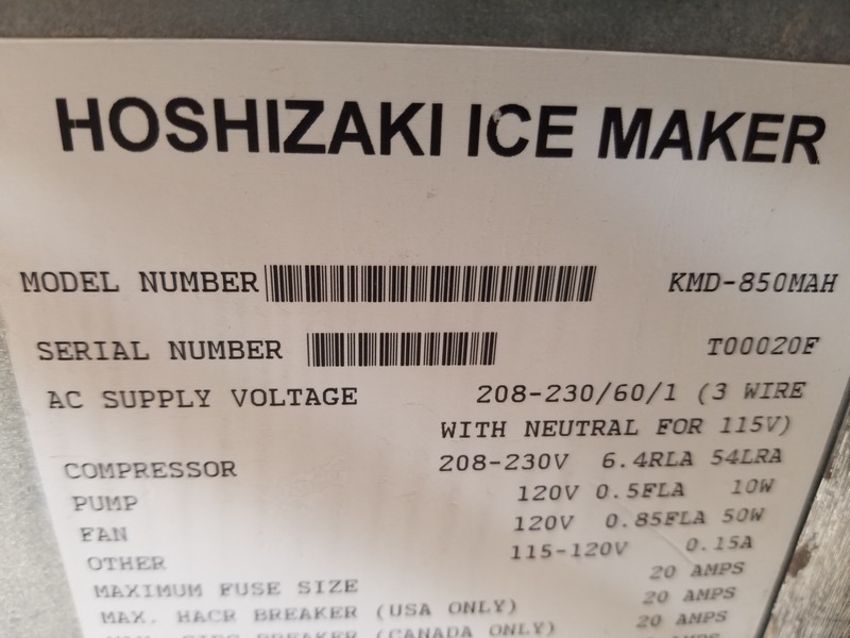 HOSHIZAKI ICE MAKER
MODEL NUMBER KMD-850MAH
SERIAL NUMBER T00020F
AC SUPPLY VOLTAGE 208-230/60/1 (3 WIRE
WITH NEUTRAL FOR 115V)
COMPRESSOR 208-230V 6.4RLA 54LRA
PUMP 120V 0.5FLA 10W
FAN 120V 0.85FLA 50W
OTHER 115-120V 0.15A
MAXIMUM FUSE SIZE 20 AMPS
MAX. HACR BREAKER (USA ONLY) 20 AMPS
MAX. CIRC BREAKER (CANADA ONLY) 20 AMPS